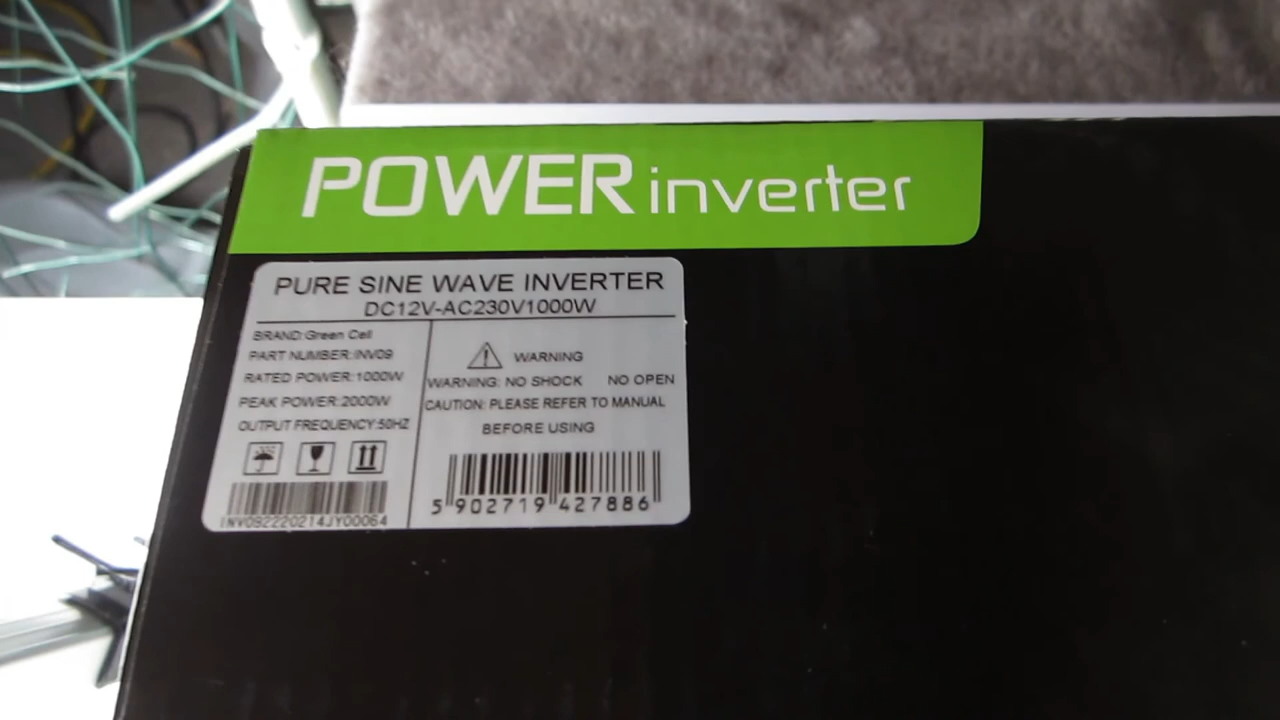 POWER inverter
PURE SINE WAVE INVERTER
DC12V-AC230V1000W
BRAND:Green Cell
PART NUMBER:INV09
RATED POWER:1000W
PEAK POWER:2000W
OUTPUT FREQUENCY:50HZ
INV092220214JY00064
WARNING
WARNING: NO SHOCK NO OPEN
CAUTION: PLEASE REFER TO MANUAL
BEFORE USING
5 902719 427886